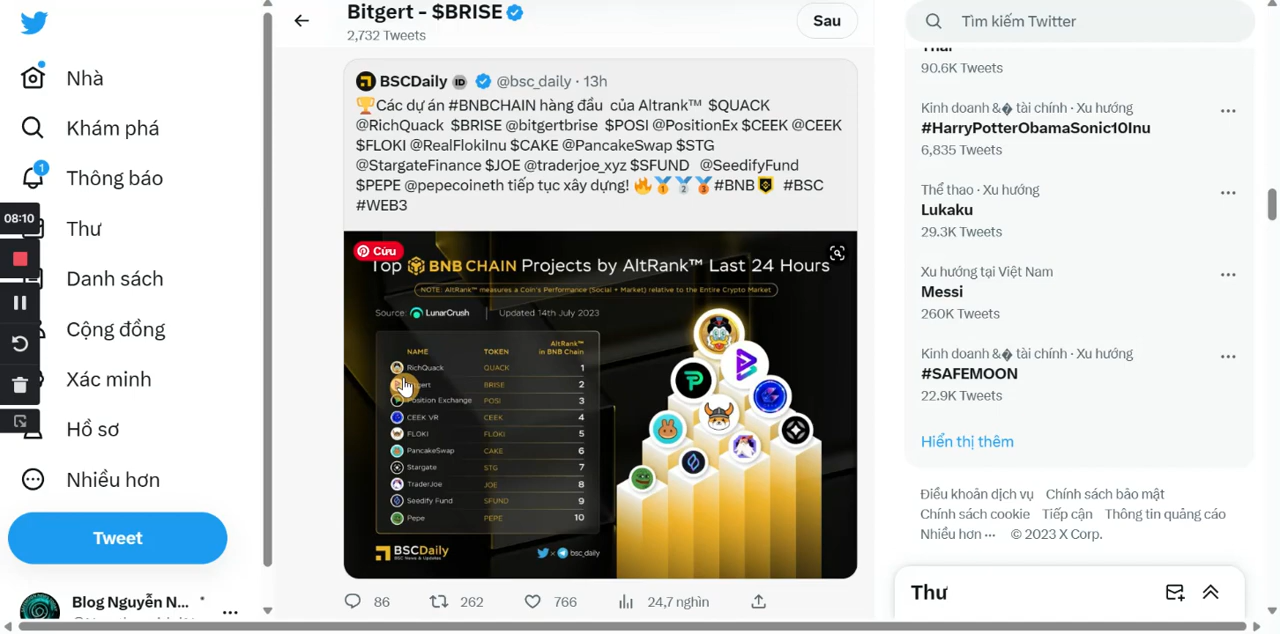 Nhà
Khám phá
1
Thông báo
08:10
Thư
Danh sách
Cộng đồng
Xác minh
Hồ sơ
Nhiều hơn
Tweet
Blog Nguyễn N...
Bitgert - $BRISE
2,732 Tweets
Sau
BSCDaily @bsc_daily · 13h
🏆Các dự án #BNBCHAIN hàng đầu của Altrank™ $QUACK
@RichQuack $BRISE @bitgertbrise $POSI @PositionEx $CEEK @CEEK
$FLOKI @RealFlokiInu $CAKE @PancakeSwap $STG
@StargateFinance $JOE @traderjoe_xyz $SFUND @SeedifyFund
$PEPE @pepecoineth tiếp tục xây dựng! 🔥🥇🥈🥉#BNB #BSC
#WEB3
Cứu
Top BNB CHAIN Projects by AltRank™ Last 24 Hours
NOTE: AltRank™ measures a Coin's Performance (Social + Market) relative to the Entire Crypto Market
Source: LunarCrush | Updated 14th July 2023
NAME TOKEN AltRank™ in BNB Chain
RichQuack QUACK 1
BRISE 2
Position Exchange POSI 3
CEEK VR CEEK 4
FLOKI FLOKI 5
PancakeSwap CAKE 6
Stargate STG 7
TraderJoe JOE 8
Seedify Fund SFUND 9
Pepe PEPE 10
BSCDaily
BSC News & Updates
bsc_daily
86 262 766 24,7 nghìn
Tìm kiếm Twitter
90.6K Tweets
Kinh doanh &� tài chính · Xu hướng
#HarryPotterObamaSonic10Inu
6,835 Tweets
Thể thao · Xu hướng
Lukaku
29.3K Tweets
Xu hướng tại Việt Nam
Messi
260K Tweets
Kinh doanh &� tài chính · Xu hướng
#SAFEMOON
22.9K Tweets
Hiển thị thêm
Điều khoản dịch vụ Chính sách bảo mật
Chính sách cookie Tiếp cận Thông tin quảng cáo
Nhiều hơn ··· © 2023 X Corp.
Thư